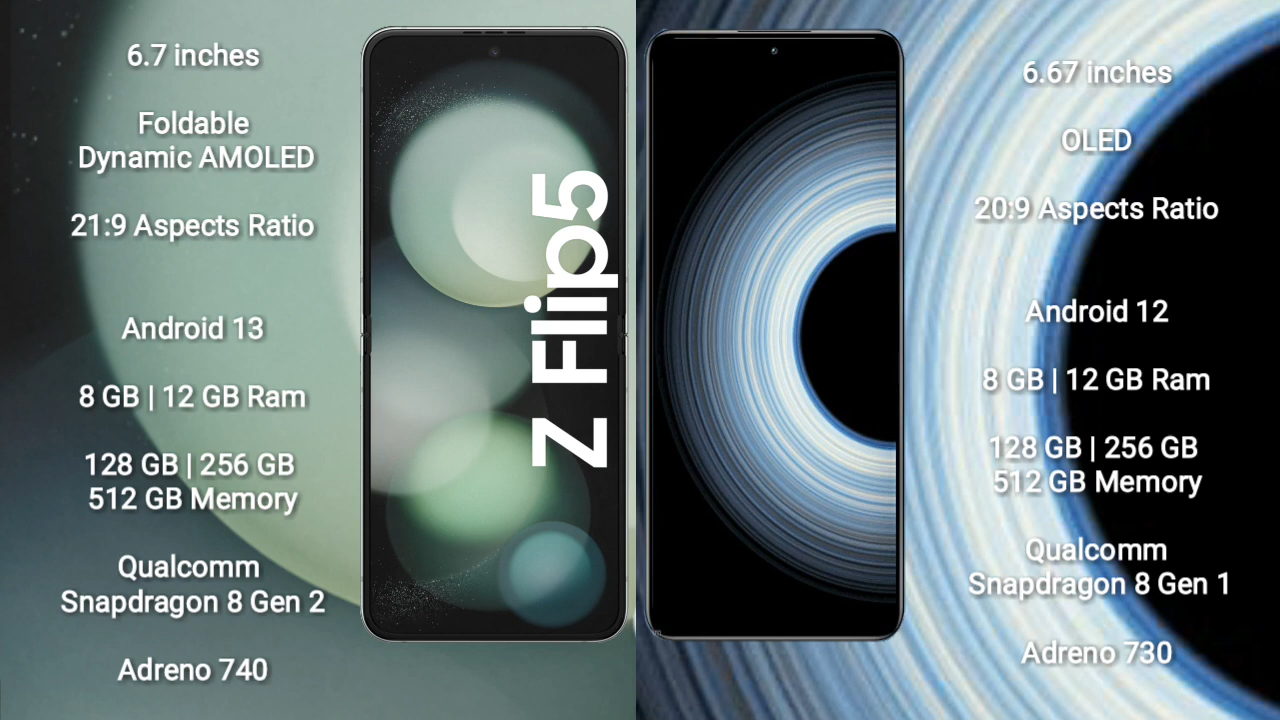 6.7 inches
Foldable
Dynamic AMOLED
21:9 Aspects Ratio
Android 13
8 GB | 12 GB Ram
128 GB | 256 GB
512 GB Memory
Qualcomm
Snapdragon 8 Gen 2
Adreno 740
Z Flip5
6.67 inches
OLED
20:9 Aspects Ratio
Android 12
8 GB | 12 GB Ram
128 GB | 256 GB
512 GB Memory
Qualcomm
Snapdragon 8 Gen 1
Adreno 730